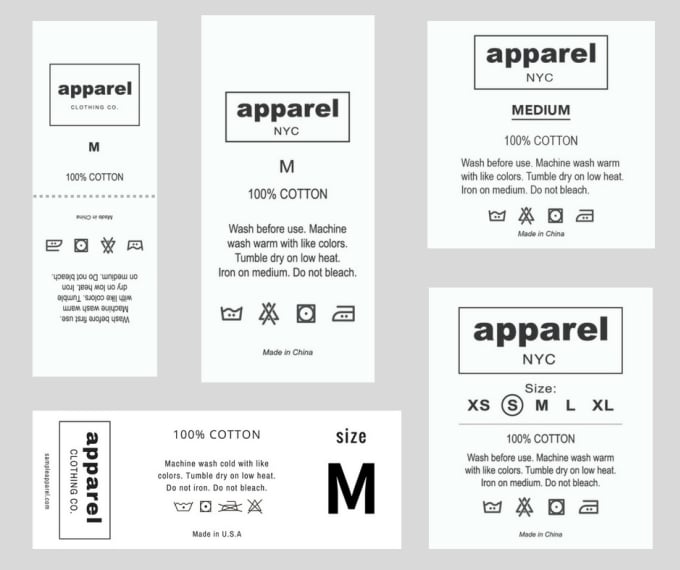 apparel
CLOTHING CO.
M
100% COTTON
Made in China
Wash before first use.
Machine wash warm
with like colors. Tumble
dry on low heat. Iron
on medium. Do not bleach.
apparel
NYC
M
100% COTTON
Wash before use. Machine
wash warm with like colors.
Tumble dry on low heat.
Iron on medium. Do not bleach.
Made in China
apparel
NYC
MEDIUM
100% COTTON
Wash before use. Machine wash warm
with like colors. Tumble dry on low heat.
Iron on medium. Do not bleach.
Made in China
sampleapparel.com
apparel
CLOTHING CO.
100% COTTON
Machine wash cold with like
colors. Tumble dry on low heat.
Do not iron. Do not bleach.
Made in U.S.A
size
M
apparel
NYC
Size:
XS S M L XL
100% COTTON
Wash before use. Machine wash warm
with like colors. Tumble dry on low heat.
Iron on medium. Do not bleach.
Made in China